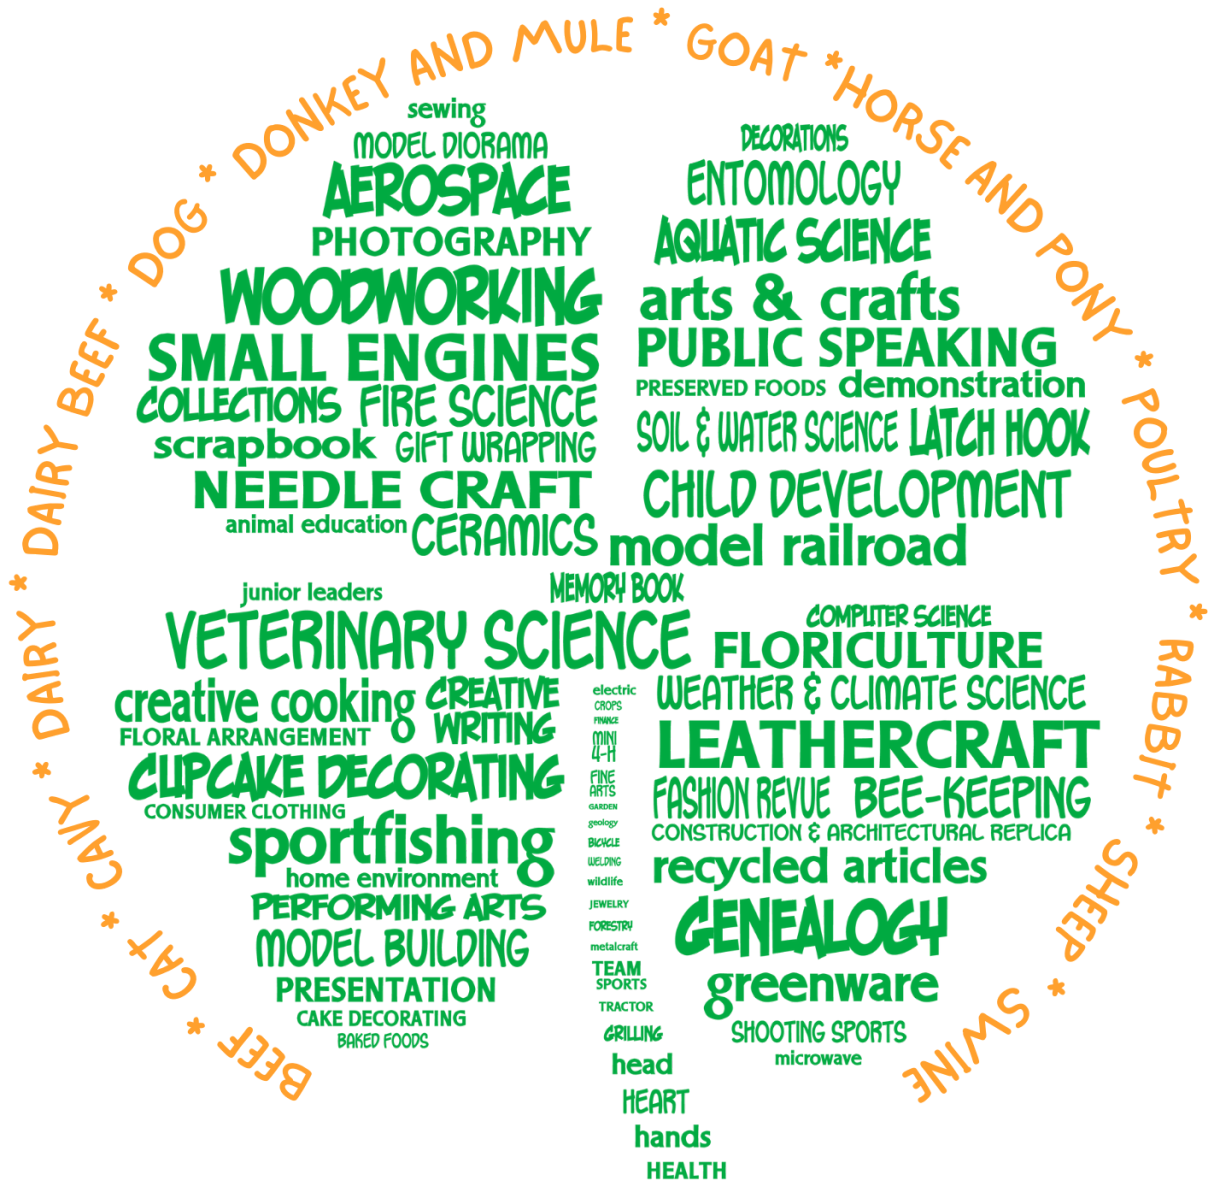 BEEF * CAT * CAVY * DAIRY * DAIRY BEEF * DOG * DONKEY AND MULE * GOAT * HORSE AND PONY * POULTRY * RABBIT * SHEEP * SWINE
sewing
MODEL DIORAMA
AEROSPACE
PHOTOGRAPHY
WOODWORKING
SMALL ENGINES
COLLECTIONS FIRE SCIENCE
scrapbook GIFT WRAPPING
NEEDLE CRAFT
animal education CERAMICS
DECORATIONS
ENTOMOLOGY
AQUATIC SCIENCE
arts & crafts
PUBLIC SPEAKING
PRESERVED FOODS demonstration
SOIL & WATER SCIENCE LATCH HOOK
CHILD DEVELOPMENT
model railroad
junior leaders MEMORY BOOK
VETERINARY SCIENCE
creative cooking CREATIVE
WRITING
FLORAL ARRANGEMENT
CUPCAKE DECORATING
CONSUMER CLOTHING
sportfishing
home environment
PERFORMING ARTS
MODEL BUILDING
PRESENTATION
CAKE DECORATING
BAKED FOODS
COMPUTER SCIENCE
FLORICULTURE
WEATHER & CLIMATE SCIENCE
LEATHERCRAFT
FASHION REVUE BEE-KEEPING
CONSTRUCTION & ARCHITECTURAL REPLICA
recycled articles
GENEALOGY
greenware
SHOOTING SPORTS
microwave
electric
CROPS
FINANCE
MINI
4-H
FINE
ARTS
GARDEN
geology
BICYCLE
WELDING
wildlife
JEWELRY
FORESTRY
metalcraft
TEAM
SPORTS
TRACTOR
GRILLING
head
HEART
hands
HEALTH